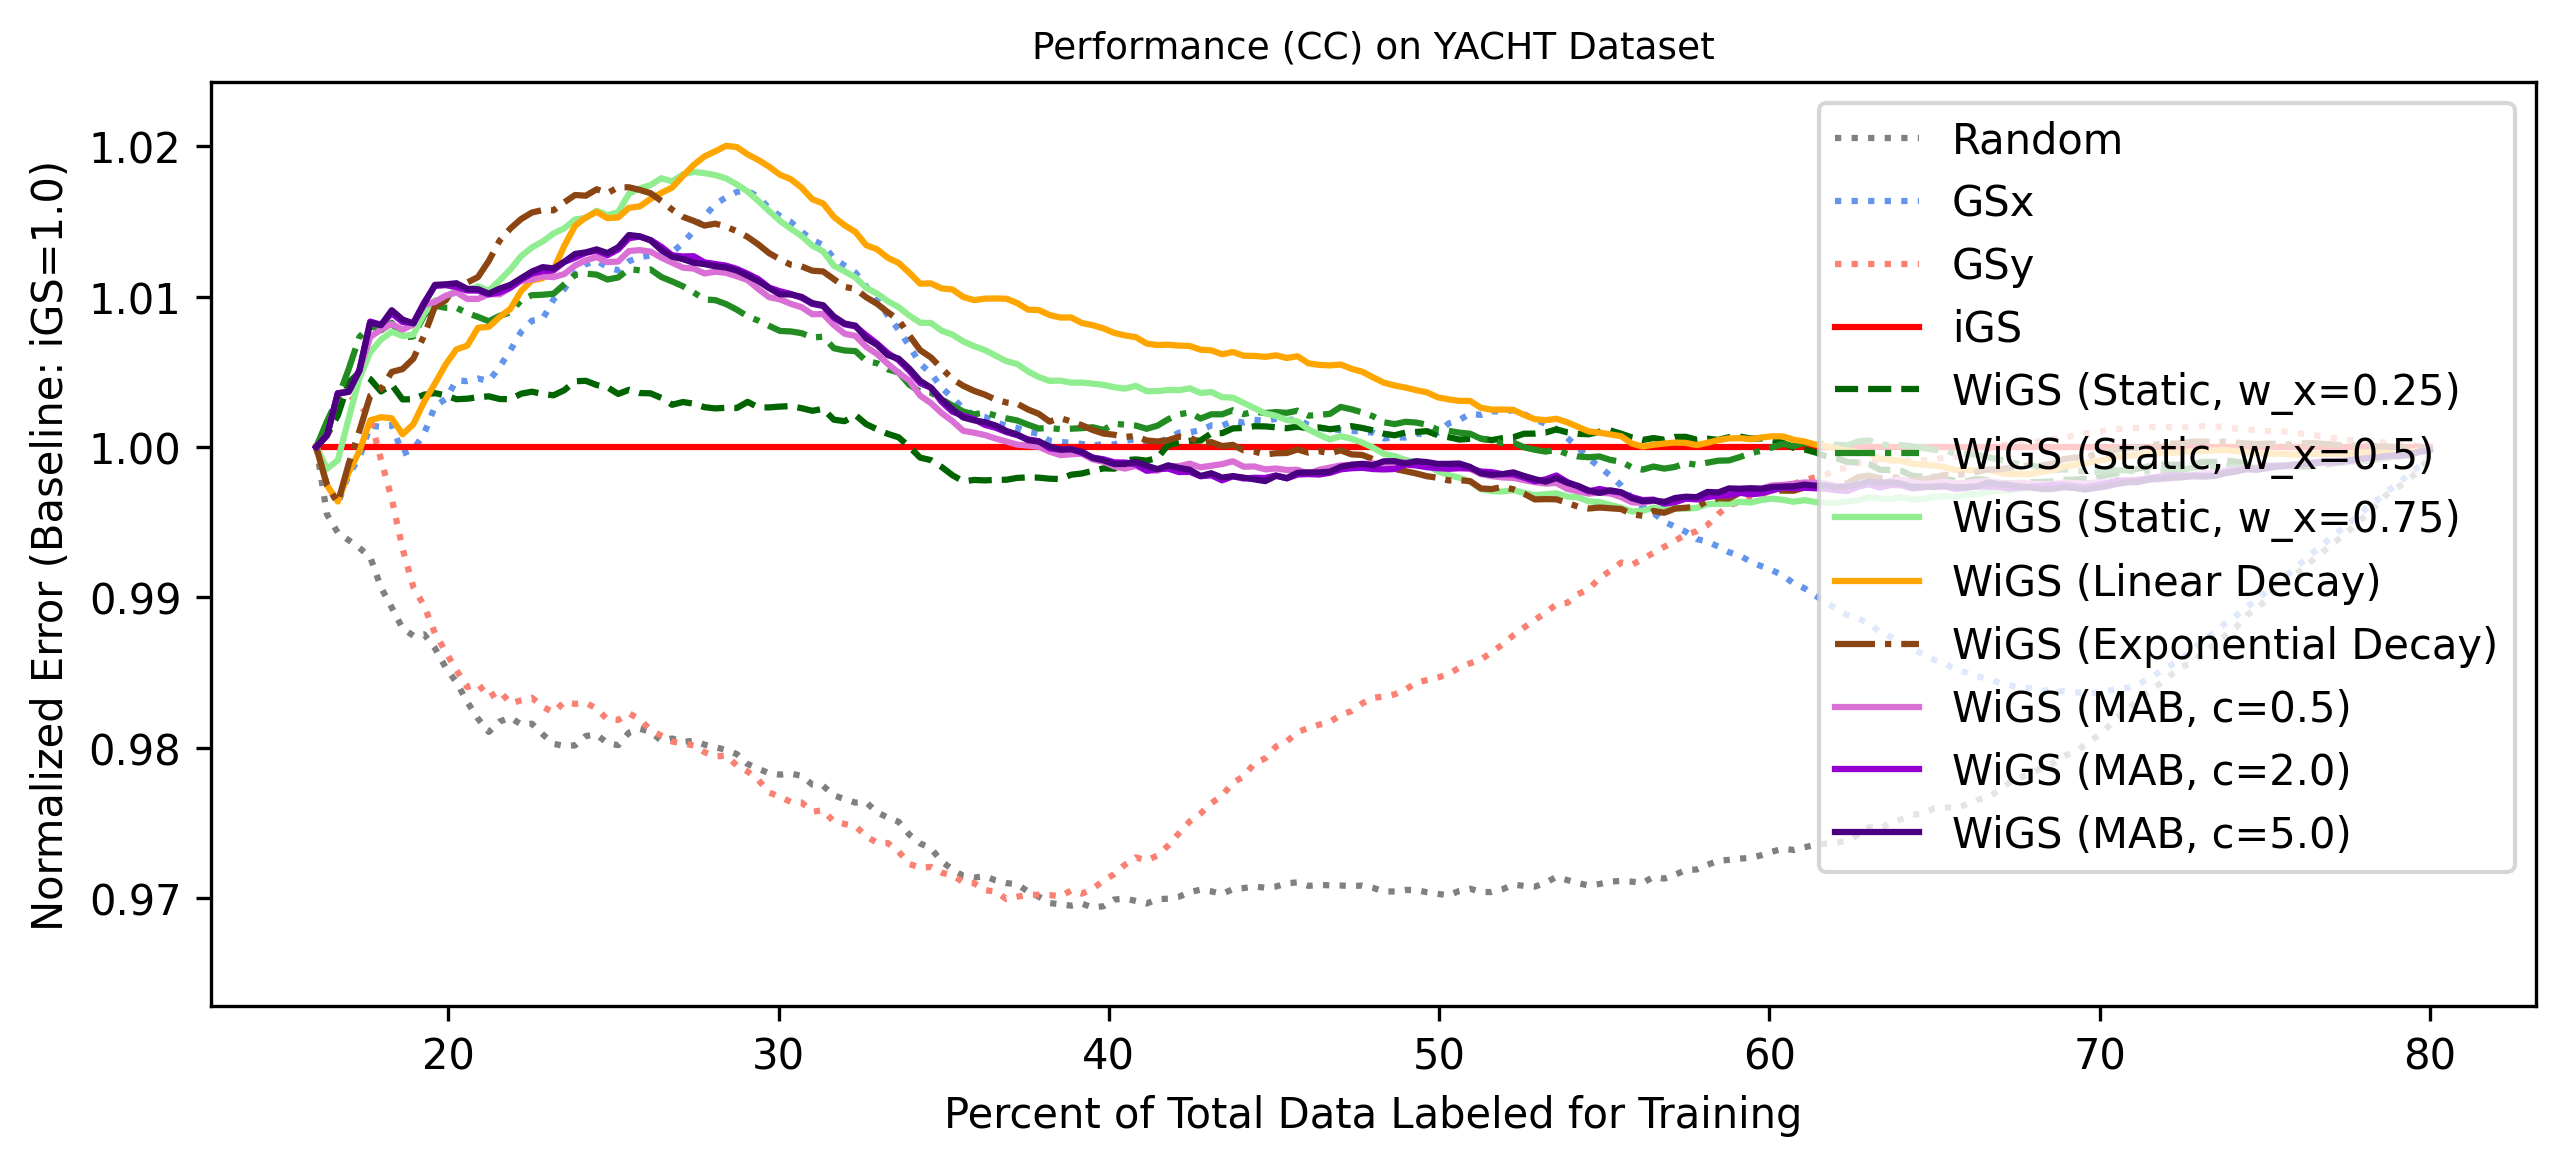 Performance (CC) on YACHT Dataset
Normalized Error (Baseline: iGS=1.0)
1.02
1.01
1.00
0.99
0.98
0.97
Random
GSx
GSy
iGS
WiGS (Static, w_x=0.25)
WiGS (Static, w_x=0.5)
WiGS (Static, w_x=0.75)
WiGS (Linear Decay)
WiGS (Exponential Decay)
WiGS (MAB, c=0.5)
WiGS (MAB, c=2.0)
WiGS (MAB, c=5.0)
20 30 40 50 60 70 80
Percent of Total Data Labeled for Training